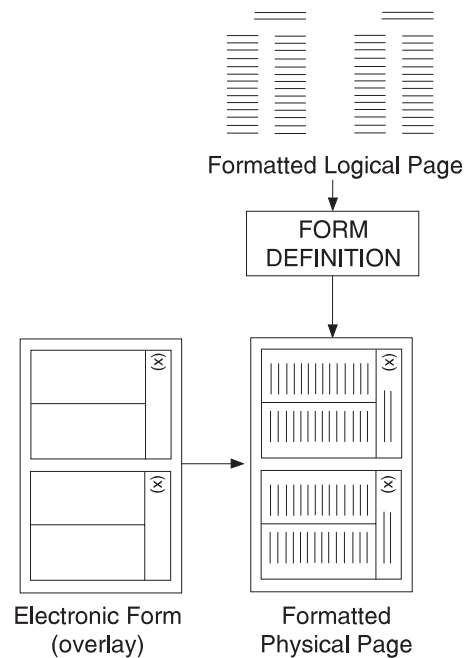 Formatted Logical Page
FORM
DEFINITION
(x)
(x)
(x)
(x)
Electronic Form
(overlay)
Formatted
Physical Page